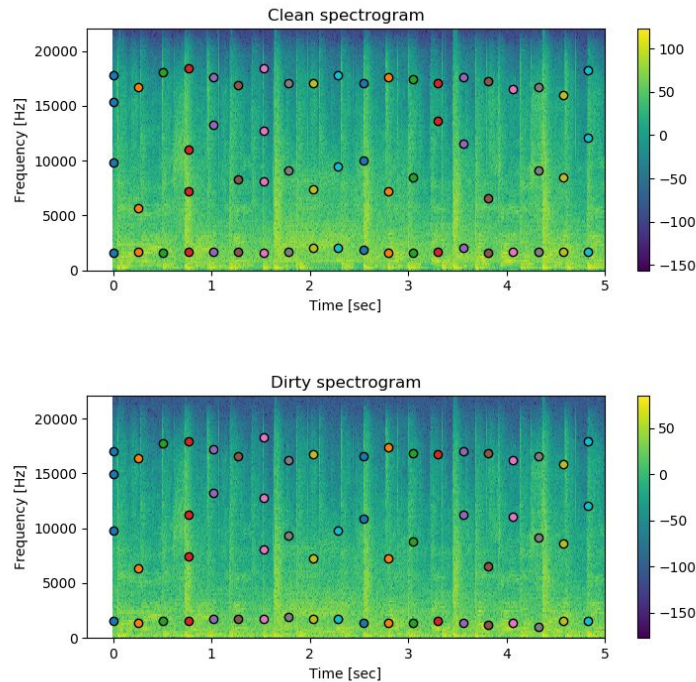 Clean spectrogram
Frequency [Hz]
20000
15000
10000
5000
0
0 1 2 3 4 5
Time [sec]
100
50
0
−50
−100
−150
Dirty spectrogram
Frequency [Hz]
20000
15000
10000
5000
0
0 1 2 3 4 5
Time [sec]
50
0
−50
−100
−150